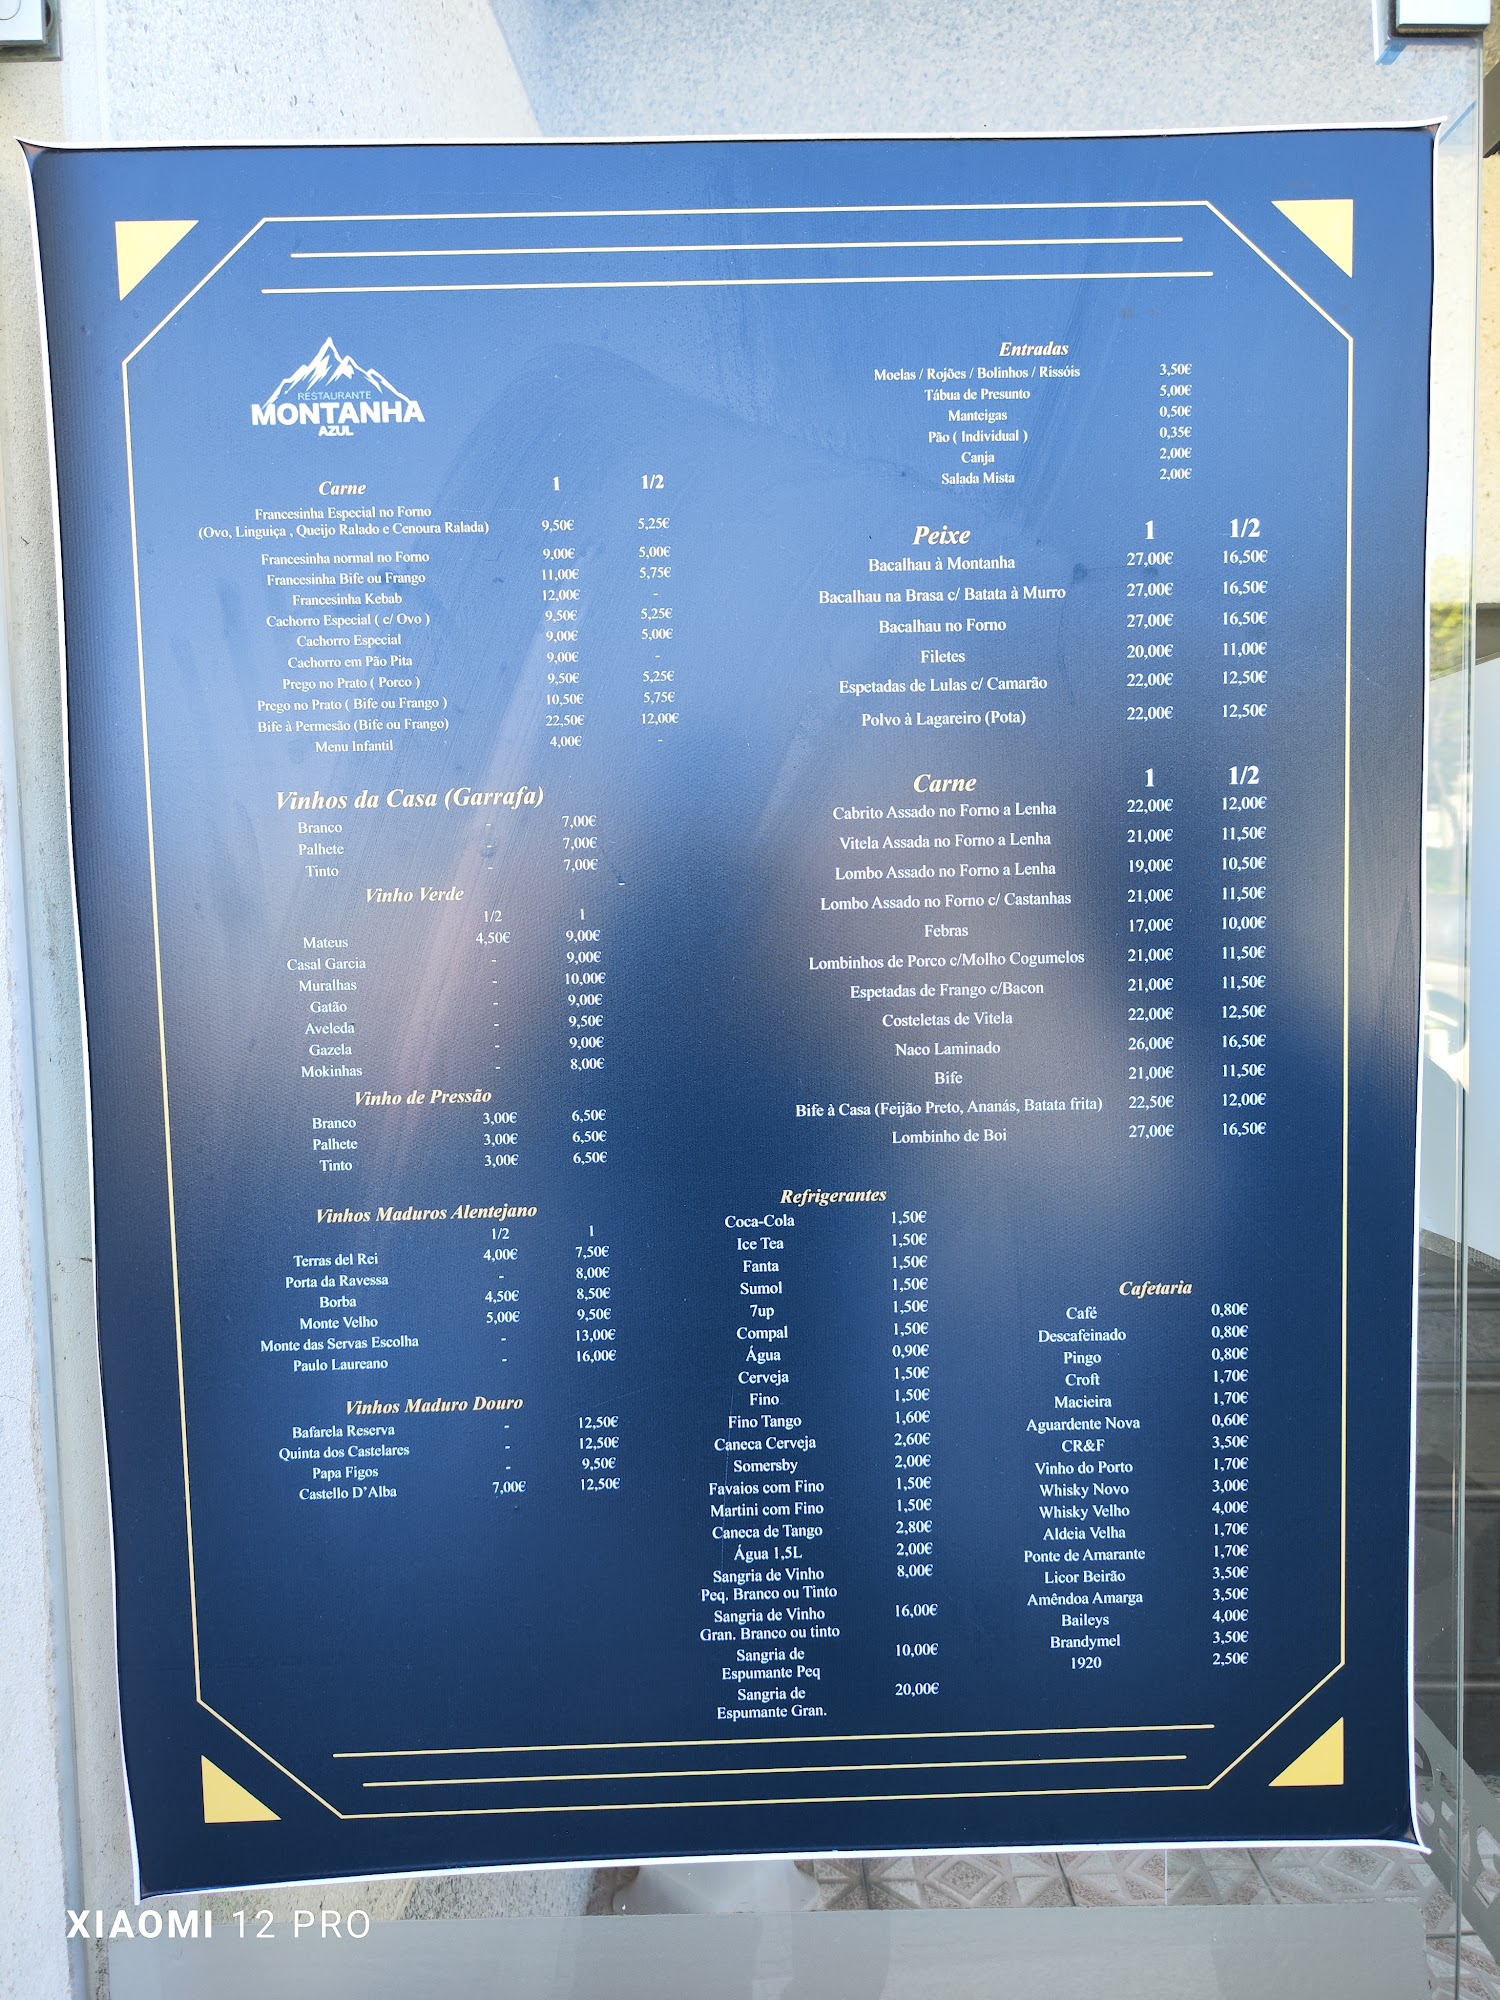 RESTAURANTE
MONTANHA
AZUL
Carne 1 1/2
Francesinha Especial no Forno
(Ovo, Linguiça , Queijo Ralado e Cenoura Ralada) 9,50€ 5,25€
Francesinha normal no Forno 9,00€ 5,00€
Francesinha Bife ou Frango 11,00€ 5,75€
Francesinha Kebab 12,00€ -
Cachorro Especial ( c/ Ovo ) 9,50€ 5,25€
Cachorro Especial 9,00€ 5,00€
Cachorro em Pão Pita 9,00€ -
Prego no Prato ( Porco ) 9,50€ 5,25€
Prego no Prato ( Bife ou Frango ) 10,50€ 5,75€
Bife à Permesão (Bife ou Frango) 22,50€ 12,00€
Menu Infantil 4,00€ -
Vinhos da Casa (Garrafa)
Branco - 7,00€
Palhete - 7,00€
Tinto - 7,00€
Vinho Verde
1/2 1
Mateus 4,50€ 9,00€
Casal Garcia - 9,00€
Muralhas - 10,00€
Gatão - 9,00€
Aveleda - 9,50€
Gazela - 9,00€
Mokinhas - 8,00€
Vinho de Pressão
Branco 3,00€ 6,50€
Palhete 3,00€ 6,50€
Tinto 3,00€ 6,50€
Vinhos Maduros Alentejano
1/2 1
Terras del Rei 4,00€ 7,50€
Porta da Ravessa - 8,00€
Borba 4,50€ 8,50€
Monte Velho 5,00€ 9,50€
Monte das Servas Escolha - 13,00€
Paulo Laureano - 16,00€
Vinhos Maduro Douro
Bafarela Reserva - 12,50€
Quinta dos Castelares - 12,50€
Papa Figos - 9,50€
Castello D'Alba 7,00€ 12,50€
Entradas
Moelas / Rojões / Bolinhos / Rissóis 3,50€
Tábua de Presunto 5,00€
Manteigas 0,50€
Pão ( Individual ) 0,35€
Canja 2,00€
Salada Mista 2,00€
Peixe 1 1/2
Bacalhau à Montanha 27,00€ 16,50€
Bacalhau na Brasa c/ Batata à Murro 27,00€ 16,50€
Bacalhau no Forno 27,00€ 16,50€
Filetes 20,00€ 11,00€
Espetadas de Lulas c/ Camarão 22,00€ 12,50€
Polvo à Lagareiro (Pota) 22,00€ 12,50€
Carne 1 1/2
Cabrito Assado no Forno a Lenha 22,00€ 12,00€
Vitela Assada no Forno a Lenha 21,00€ 11,50€
Lombo Assado no Forno a Lenha 19,00€ 10,50€
Lombo Assado no Forno c/ Castanhas 21,00€ 11,50€
Febras 17,00€ 10,00€
Lombinhos de Porco c/Molho Cogumelos 21,00€ 11,50€
Espetadas de Frango c/Bacon 21,00€ 11,50€
Costeletas de Vitela 22,00€ 12,50€
Naco Laminado 26,00€ 16,50€
Bife 21,00€ 11,50€
Bife à Casa (Feijão Preto, Ananás, Batata frita) 22,50€ 12,00€
Lombinho de Boi 27,00€ 16,50€
Refrigerantes
Coca-Cola 1,50€
Ice Tea 1,50€
Fanta 1,50€
Sumol 1,50€
7up 1,50€
Compal 1,50€
Água 0,90€
Cerveja 1,50€
Fino 1,50€
Fino Tango 1,60€
Caneca Cerveja 2,60€
Somersby 2,00€
Favaios com Fino 1,50€
Martini com Fino 1,50€
Caneca de Tango 2,80€
Água 1,5L 2,00€
Sangria de Vinho 8,00€
Peq. Branco ou Tinto
Sangria de Vinho 16,00€
Gran. Branco ou tinto
Sangria de 10,00€
Espumante Peq
Sangria de 20,00€
Espumante Gran.
Cafetaria
Café 0,80€
Descafeinado 0,80€
Pingo 0,80€
Croft 1,70€
Macieira 1,70€
Aguardente Nova 0,60€
CR&F 3,50€
Vinho do Porto 1,70€
Whisky Novo 3,00€
Whisky Velho 4,00€
Aldeia Velha 1,70€
Ponte de Amarante 1,70€
Licor Beirão 3,50€
Amêndoa Amarga 3,50€
Baileys 4,00€
Brandymel 3,50€
1920 2,50€
XIAOMI 12 PRO